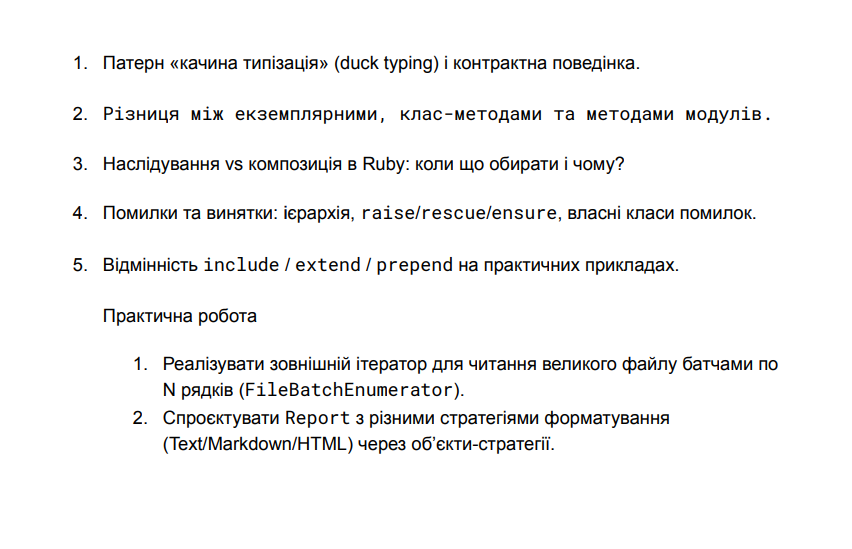 1. Патерн «качина типізація» (duck typing) і контрактна поведінка.
2. Різниця між екземплярними, клас-методами та методами модулів.
3. Наслідування vs композиція в Ruby: коли що обирати і чому?
4. Помилки та винятки: ієрархія, raise/rescue/ensure, власні класи помилок.
5. Відмінність include / extend / prepend на практичних прикладах.
Практична робота
1. Реалізувати зовнішній ітератор для читання великого файлу батчами по
N рядків (FileBatchEnumerator).
2. Спроєктувати Report з різними стратегіями форматування
(Text/Markdown/HTML) через об’єкти-стратегії.